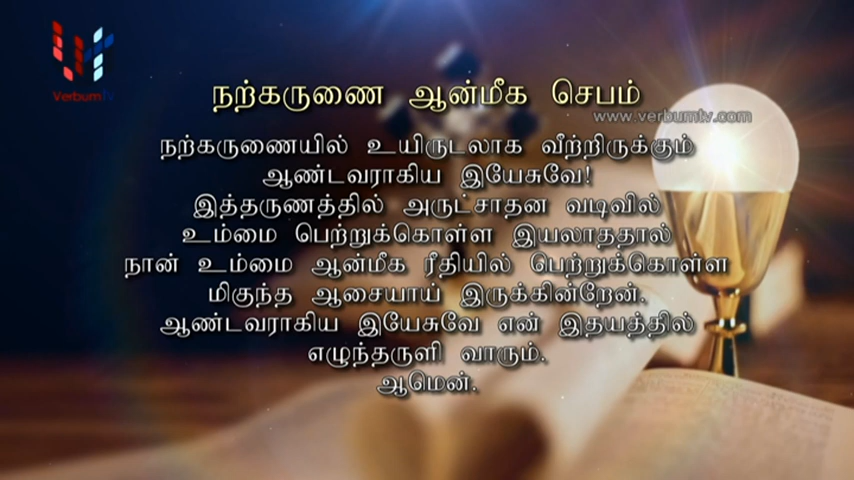 VerbumTV
நற்கருணை ஆன்மீக செபம்
www.verbumtv.com
நற்கருணையில் உயிருடலாக வீற்றிருக்கும்
ஆண்டவராகிய இயேசுவே!
இத்தருணத்தில் அருட்சாதன வடிவில்
உம்மை பெற்றுக்கொள்ள இயலாததால்
நான் உம்மை ஆன்மீக ரீதியில் பெற்றுக்கொள்ள
மிகுந்த ஆசையாய் இருக்கின்றேன்.
ஆண்டவராகிய இயேசுவே என் இதயத்தில்
எழுந்தருளி வாரும்.
ஆமென்.